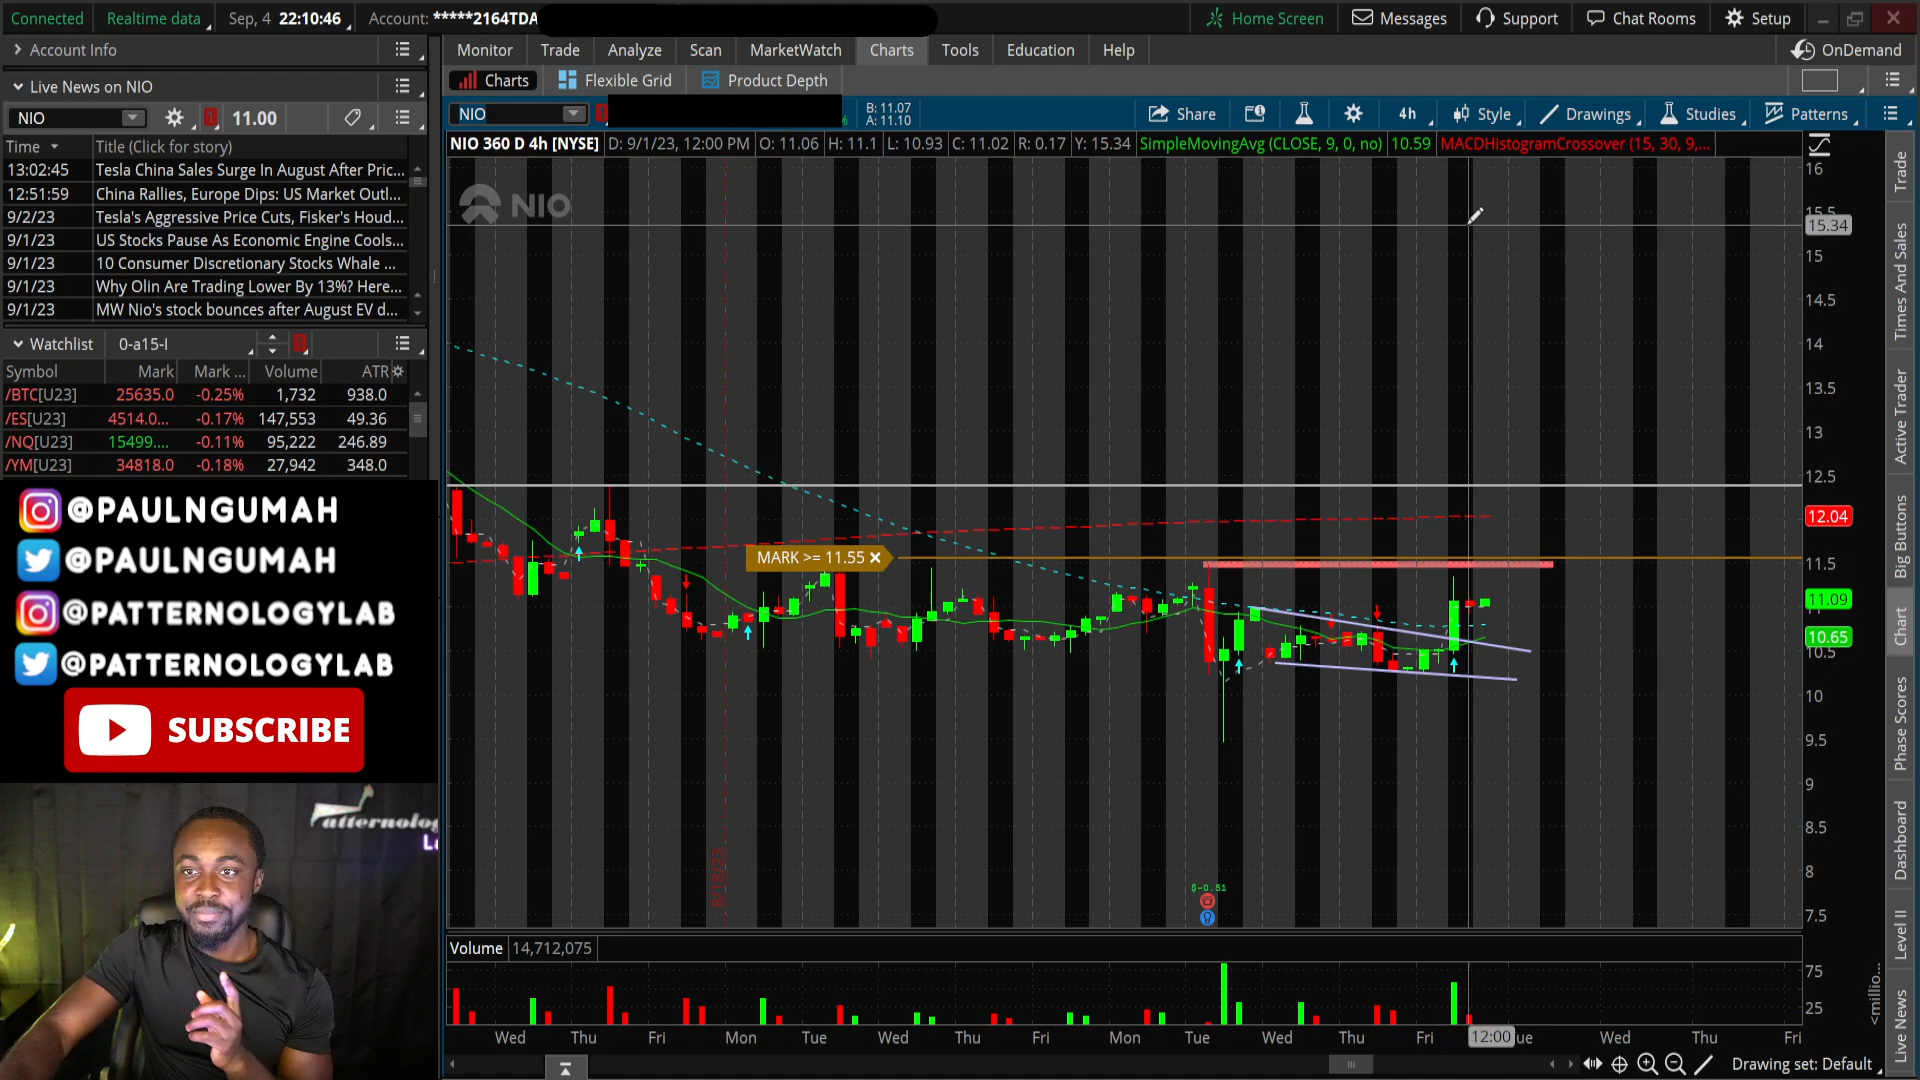 Connected Realtime data Sep, 4 22:10:46 Account: *****2164TDA Home Screen Messages Support Chat Rooms Setup
Account Info Monitor Trade Analyze Scan MarketWatch Charts Tools Education Help OnDemand
Live News on NIO Charts Flexible Grid Product Depth
NIO 11.00
NIO B: 11.07
A: 11.10
Share 4h Style Drawings Studies Patterns
Time Title (Click for story)
13:02:45 Tesla China Sales Surge In August After Pric...
12:51:59 China Rallies, Europe Dips: US Market Outl...
9/2/23 Tesla's Aggressive Price Cuts, Fisker's Houd...
9/1/23 US Stocks Pause As Economic Engine Cools...
9/1/23 10 Consumer Discretionary Stocks Whale ...
9/1/23 Why Olin Are Trading Lower By 13%? Here...
9/1/23 MW Nio's stock bounces after August EV d...
Watchlist 0-a15-I
Symbol Mark Mark ... Volume ATR
/BTC[U23] 25635.0 -0.25% 1,732 938.0
/ES[U23] 4514.0... -0.17% 147,553 49.36
/NQ[U23] 15499.... -0.11% 95,222 246.89
/YM[U23] 34818.0 -0.18% 27,942 348.0
@PAULNGUMAH
@PAULNGUMAH
@PATTERNOLOGYLAB
@PATTERNOLOGYLAB
SUBSCRIBE
atternolo
NIO 360 D 4h [NYSE] D: 9/1/23, 12:00 PM O: 11.06 H: 11.1 L: 10.93 C: 11.02 R: 0.17 Y: 15.34 SimpleMovingAvg (CLOSE, 9, 0, no) 10.59 MACDHistogramCrossover (15, 30, 9,...
NIO
MARK >= 11.55
8/18/23
$-0.51
16
15.5
15.34
15
14.5
14
13.5
13
12.5
12.04
11.5
11.09
11
10.65
10.5
10
9.5
9
8.5
8
7.5
Volume 14,712,075
75
25
<millio...
Wed Thu Fri Mon Tue Wed Thu Fri Mon Tue Wed Thu Fri 12:00 ue Wed Thu Fri
Drawing set: Default
Trade
Times And Sales
Active Trader
Big Buttons
Chart
Phase Scores
Dashboard
Level II
Live News